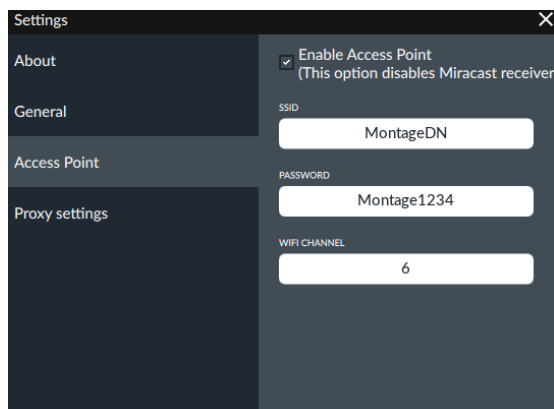 Settings
About
General
Access Point
Proxy settings
Enable Access Point
(This option disables Miracast receiver
SSID
MontageDN
PASSWORD
Montage1234
WIFI CHANNEL
6